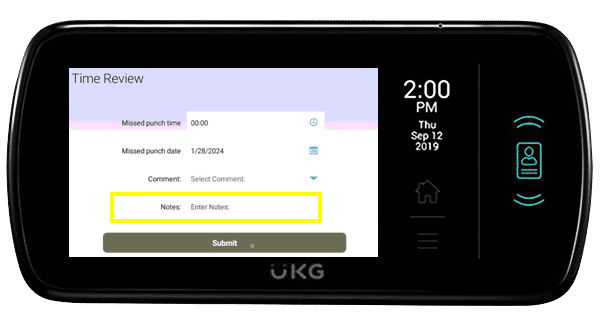 Time Review
Missed punch time 00:00
Missed punch date 1/28/2024
Comment: Select Comment:
Notes: Enter Notes:
Submit
2:00
PM
Thu
Sep 12
2019
UKG